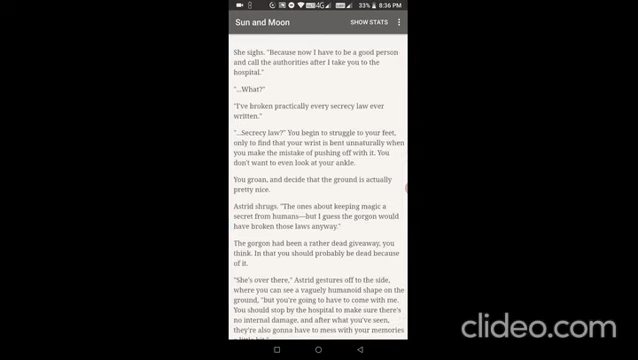 4G 33% 8:36 PM
Sun and Moon SHOW STATS
She sighs. "Because now I have to be a good person
and call the authorities after I take you to the
hospital."
"...What?"
"I've broken practically every secrecy law ever
written."
"...Secrecy law?" You begin to struggle to your feet,
only to find that your wrist is bent unnaturally when
you make the mistake of pushing off with it. You
don't want to even look at your ankle.
You groan, and decide that the ground is actually
pretty nice.
Astrid shrugs. "The ones about keeping magic a
secret from humans—but I guess the gorgon would
have broken those laws anyway."
The gorgon had been a rather dead giveaway, you
think. In that you should probably be dead because
of it.
"She's over there," Astrid gestures off to the side,
where you can see a vaguely humanoid shape on the
ground, "but you're going to have to come with me.
You should stop by the hospital to make sure there's
no internal damage, and after what you've seen,
they're also gonna have to mess with your memories
a little bit."
clideo.com